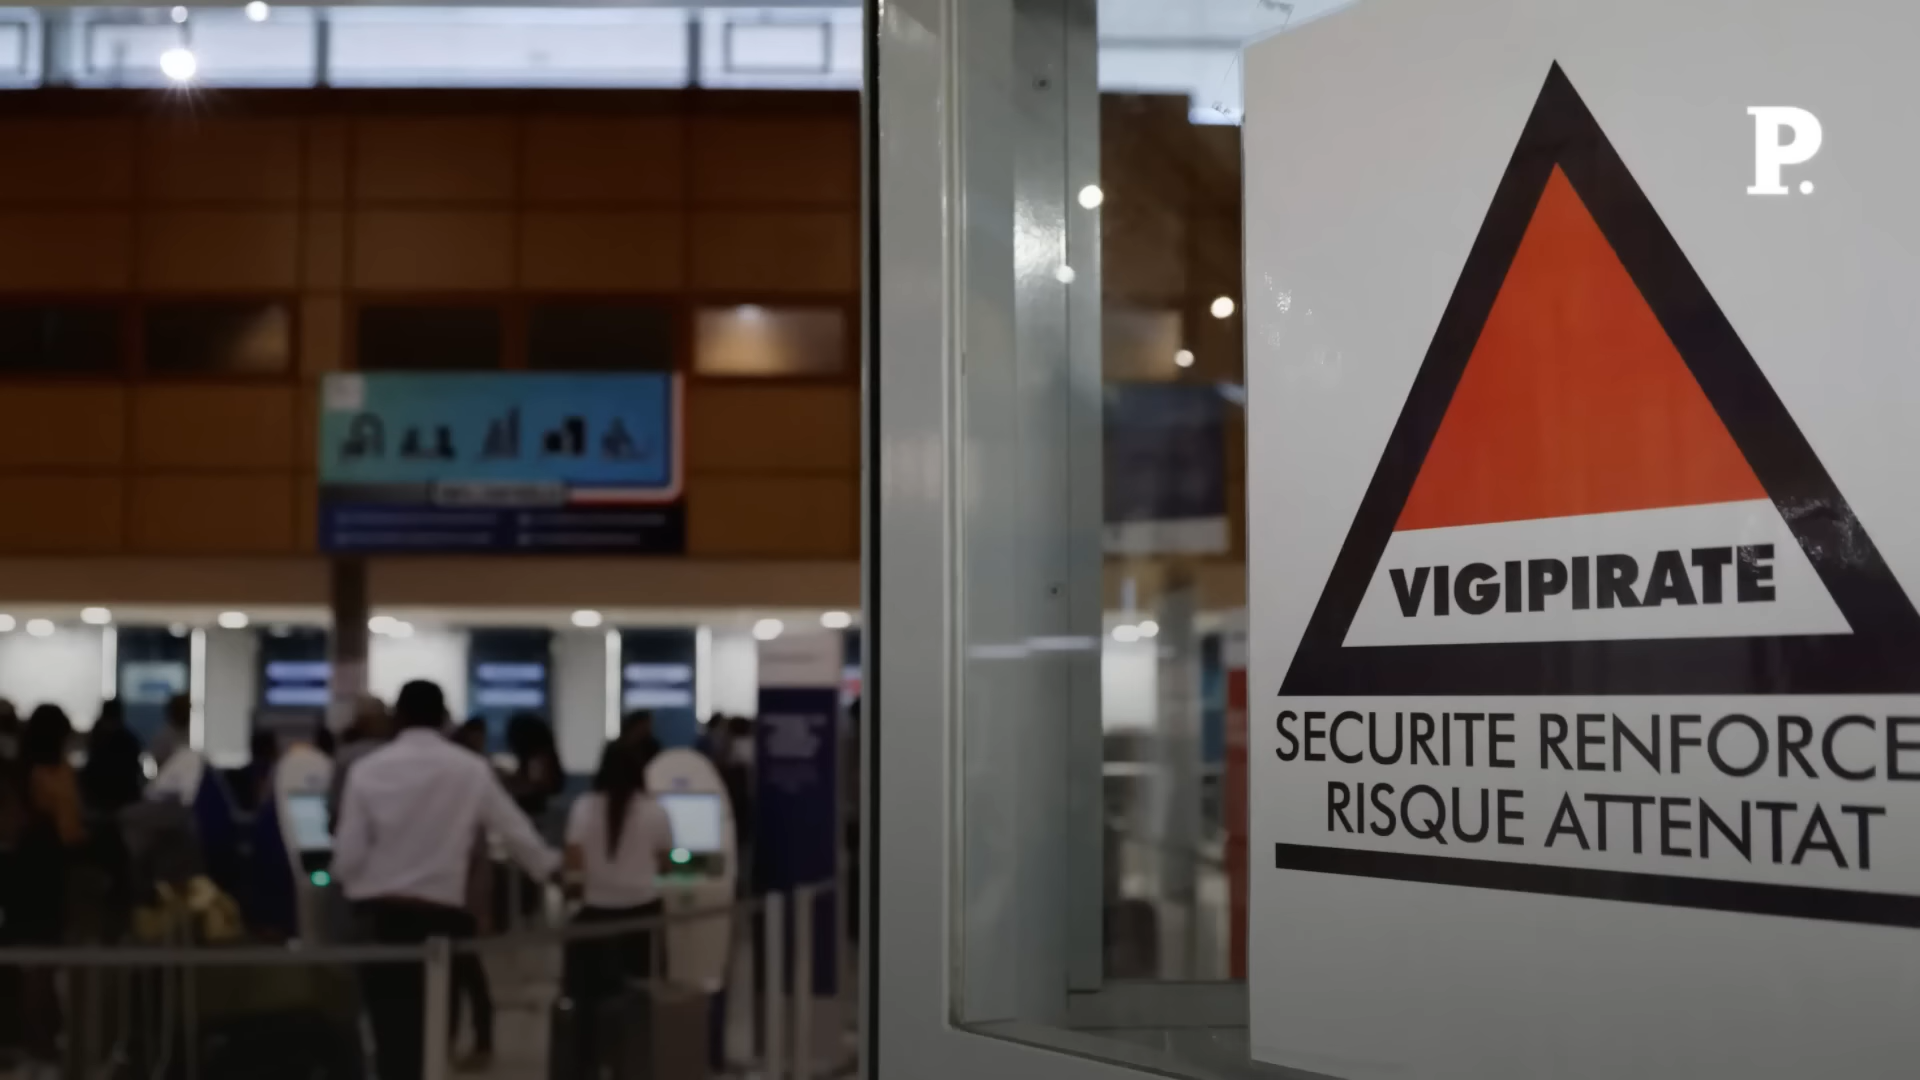 P.
VIGIPIRATE
SECURITE RENFORCE
RISQUE ATTENTAT